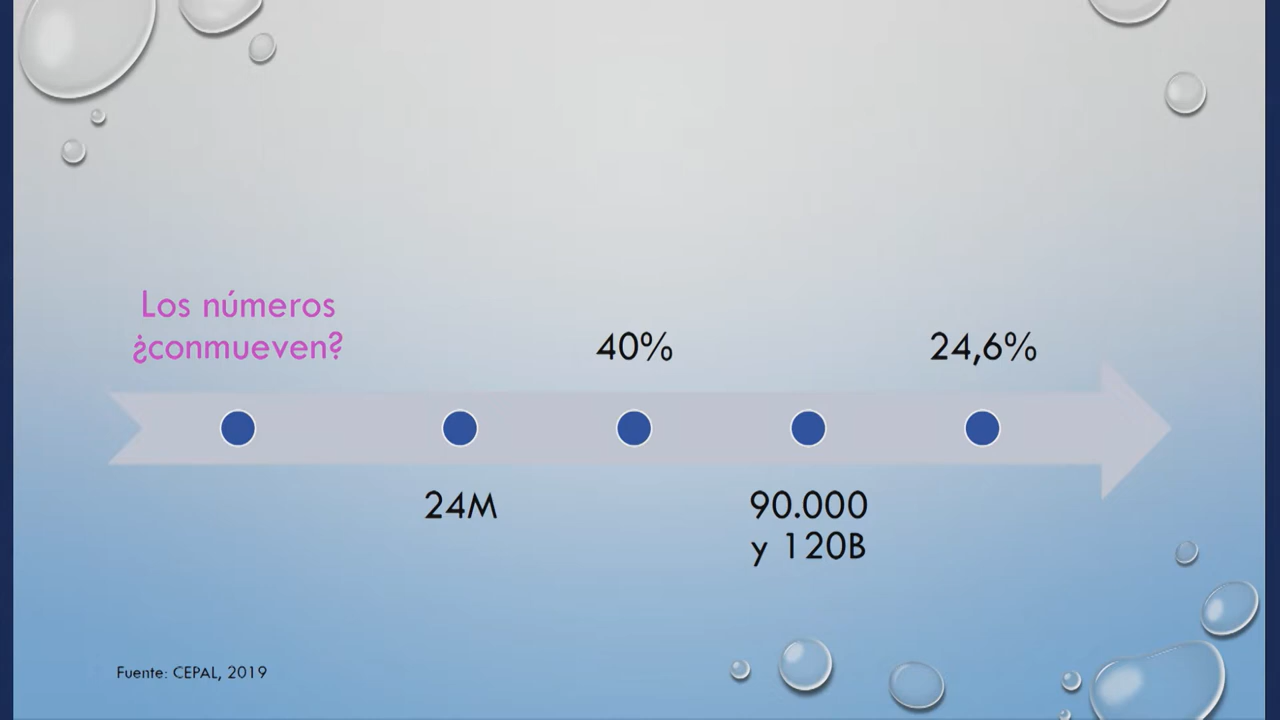 Los números
¿conmueven?
40%
24,6%
24M
90.000
y 120B
Fuente: CEPAL, 2019